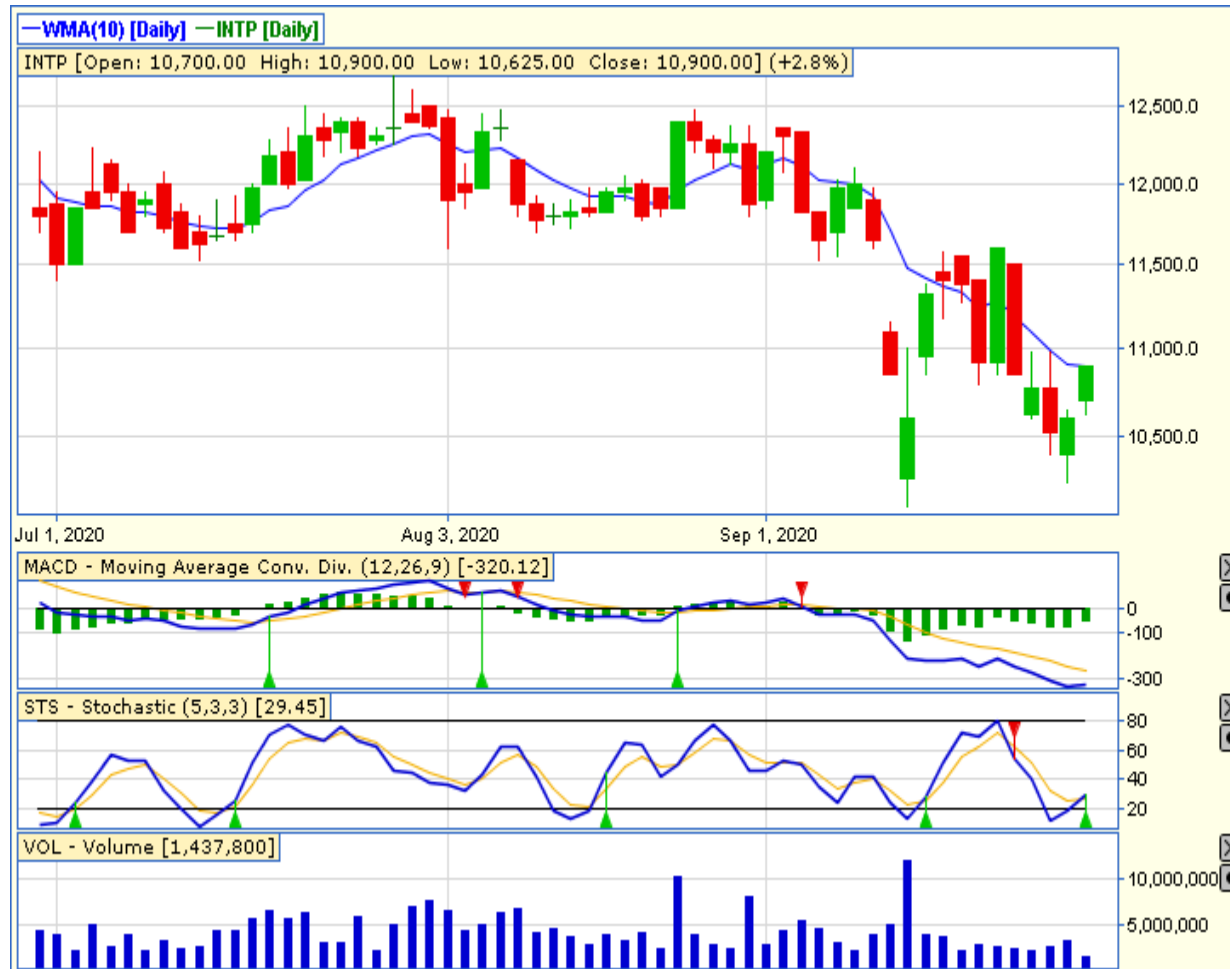 WMA(10) [Daily] INTP [Daily]
INTP [Open: 10,700.00 High: 10,900.00 Low: 10,625.00 Close: 10,900.00] (+2.8%)
12,500.0
12,000.0
11,500.0
11,000.0
10,500.0
Jul 1, 2020 Aug 3, 2020 Sep 1, 2020
MACD - Moving Average Conv. Div. (12,26,9) [-320.12]
0
-100
-300
STS - Stochastic (5,3,3) [29.45]
80
60
40
20
VOL - Volume [1,437,800]
10,000,000
5,000,000